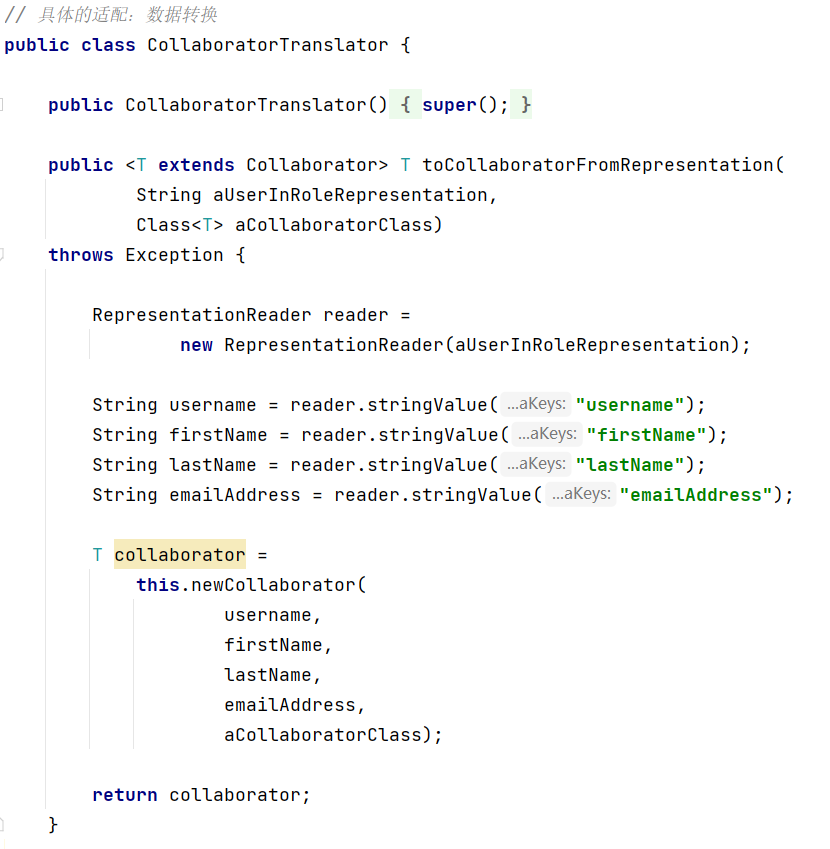 // 具体的适配：数据转换
public class CollaboratorTranslator {
public CollaboratorTranslator() { super(); }
public <T extends Collaborator> T toCollaboratorFromRepresentation(
String aUserInRoleRepresentation,
Class<T> aCollaboratorClass)
throws Exception {
RepresentationReader reader =
new RepresentationReader(aUserInRoleRepresentation);
String username = reader.stringValue( ...aKeys: "username");
String firstName = reader.stringValue( ...aKeys: "firstName");
String lastName = reader.stringValue( ...aKeys: "lastName");
String emailAddress = reader.stringValue( ...aKeys: "emailAddress");
T collaborator =
this.newCollaborator(
username,
firstName,
lastName,
emailAddress,
aCollaboratorClass);
return collaborator;
}